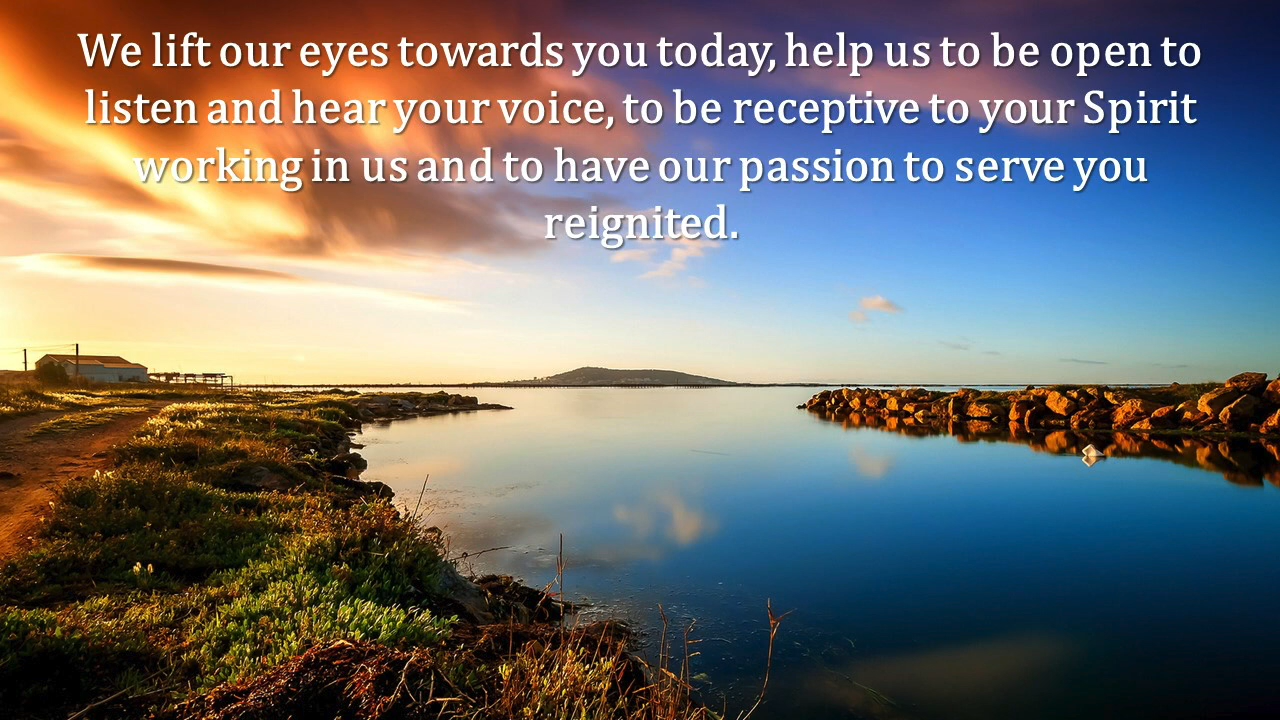 We lift our eyes towards you today, help us to be open to
listen and hear your voice, to be receptive to your Spirit
working in us and to have our passion to serve you
reignited.